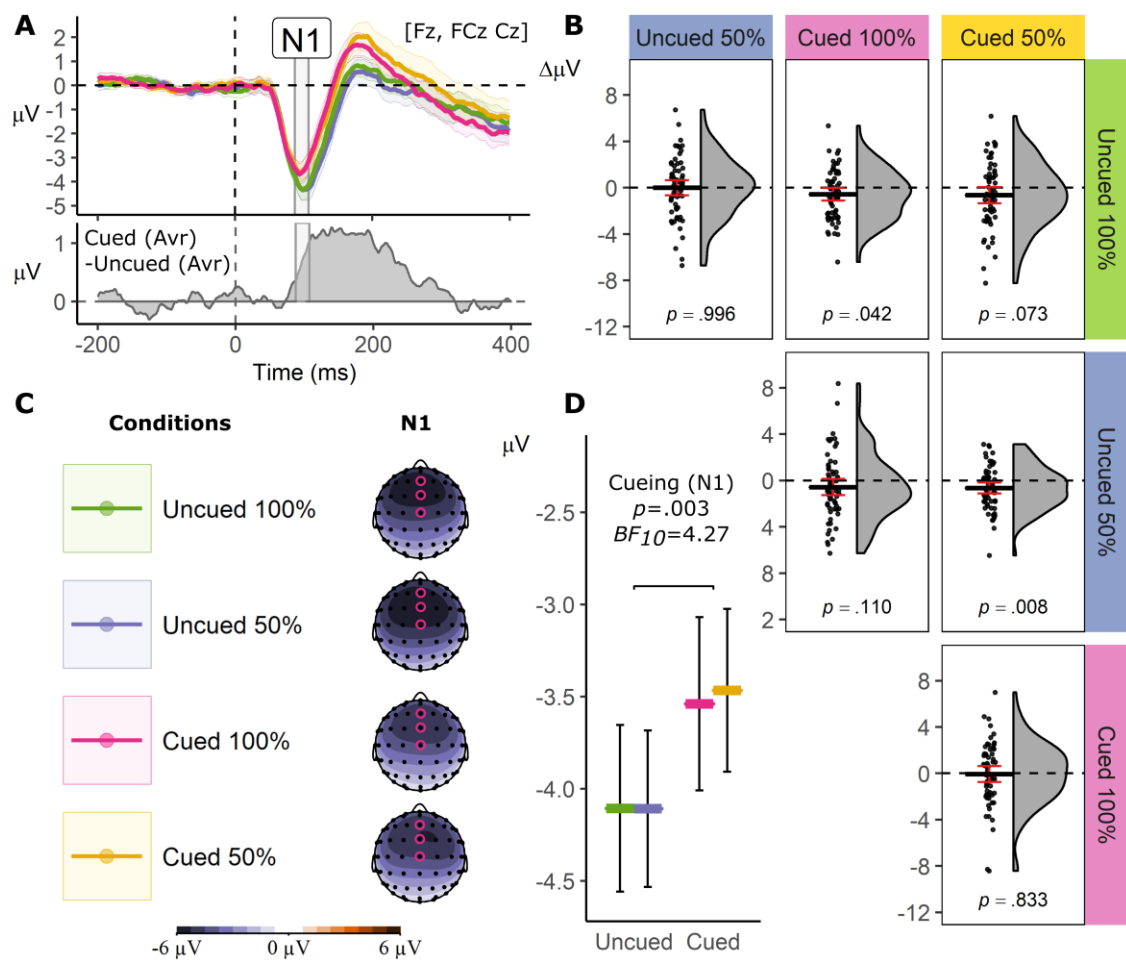 A
N1
[Fz, FCz Cz]
2
1
0
μV
-1
-2
-3
-4
-5
Cued (Avr)
-Uncued (Avr)
1
μV
0
-200
0
200
400
Time (ms)
B
Uncued 50%
Cued 100%
Cued 50%
ΔμV
8
4
0
-4
-8
-12
p = .996
p = .042
p = .073
Uncued 100%
8
4
0
4
8
2
p = .110
p = .008
Uncued 50%
8
4
0
-4
-8
-12
p = .833
Cued 100%
C
Conditions
N1
Uncued 100%
Uncued 50%
Cued 100%
Cued 50%
-6 μV
0 μV
6 μV
D
μV
Cueing (N1)
p=.003
BF10=4.27
-2.5
-3.0
-3.5
-4.0
-4.5
Uncued
Cued